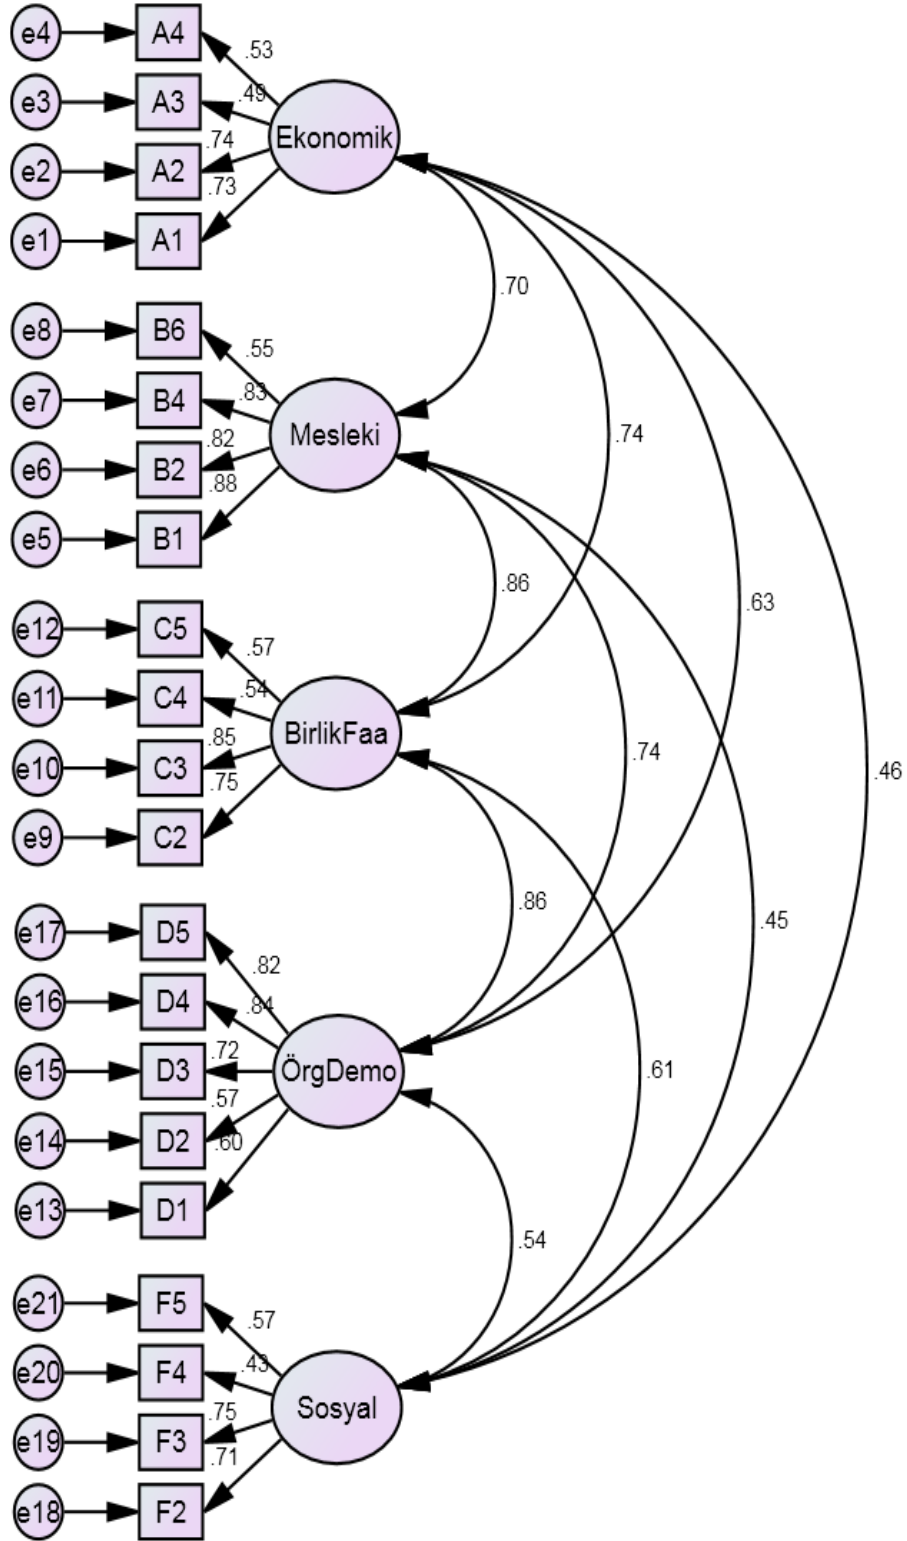 e4 A4 .53
e3 A3 .49
Ekonomik
e2 A2 .74
e1 A1 .73
.70
e8 B6 .55
e7 B4 .83
Mesleki
.74
e6 B2 .82
e5 B1 .88
.86
.63
e12 C5 .57
e11 C4 .54
BirlikFaa
.74
e10 C3 .85
.46
e9 C2 .75
.86
.45
e17 D5 .82
e16 D4 .84
e15 D3 .72
ÖrgDemo
.61
e14 D2 .57
e13 D1 .60
.54
e21 F5 .57
e20 F4 .43
Sosyal
e19 F3 .75
e18 F2 .71